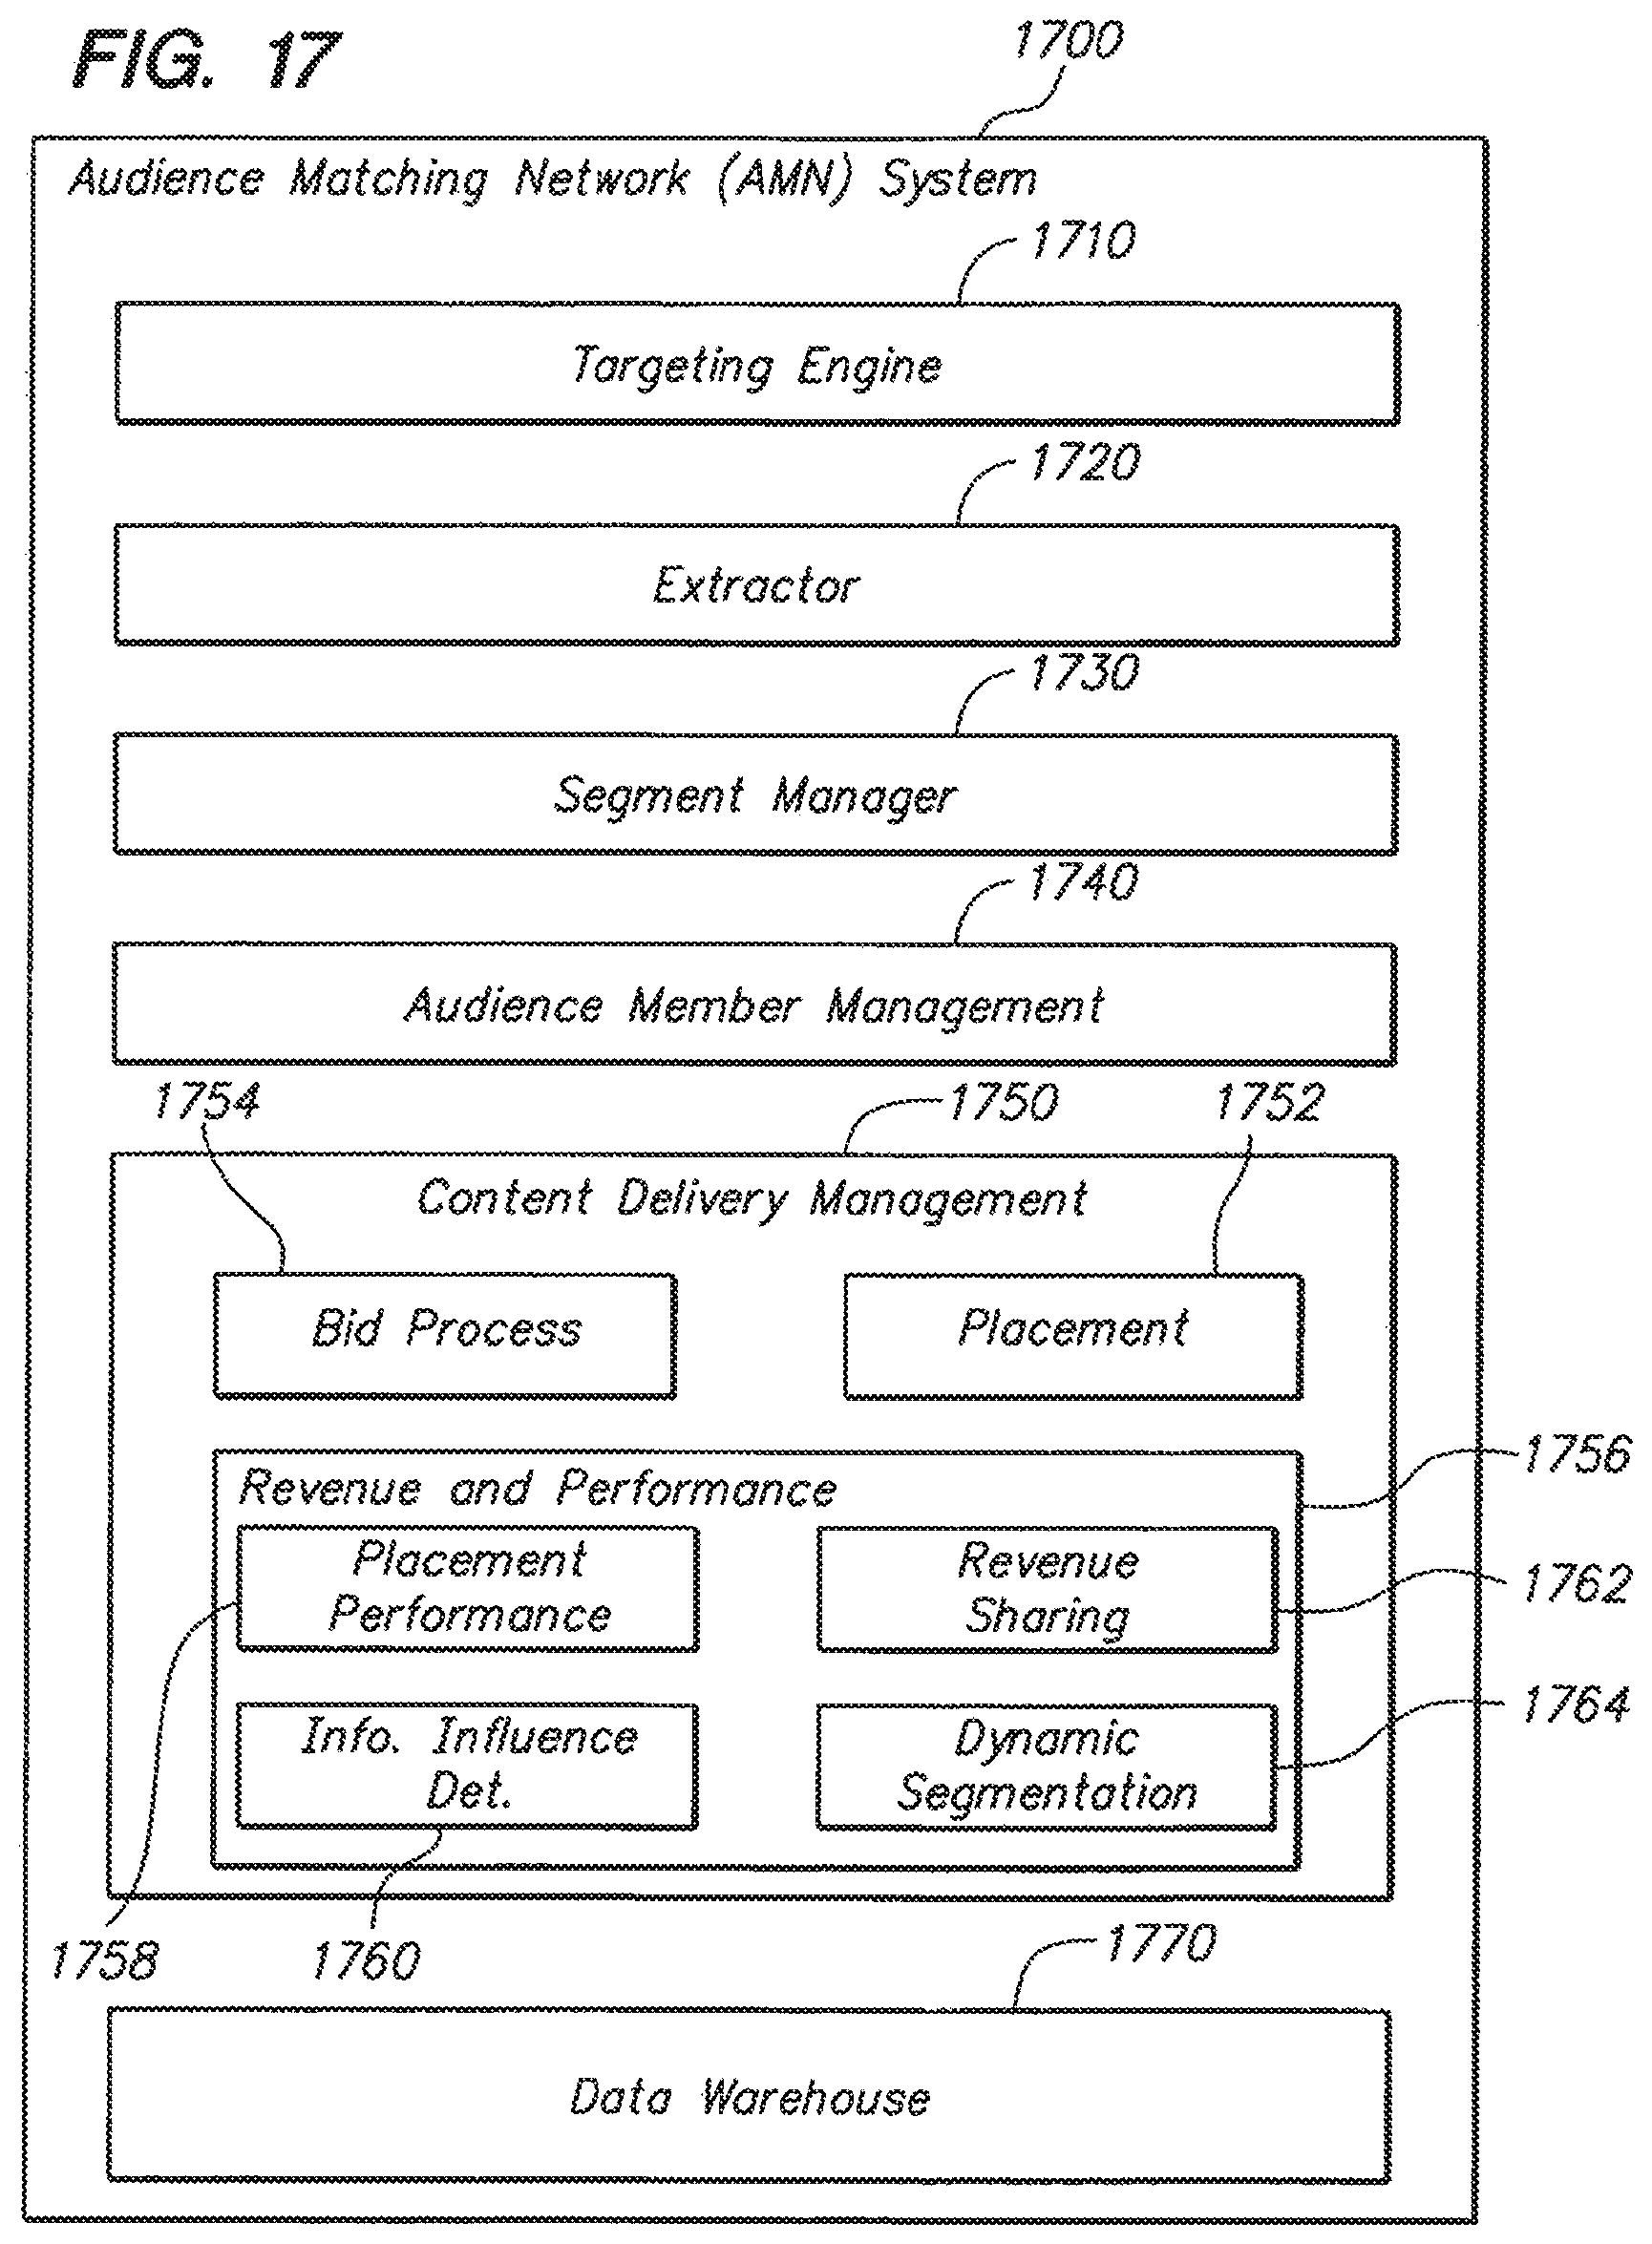 FIG. 17
1700
Audience Matching Network (AMN) System
1710
Targeting Engine
1720
Extractor
1730
Segment Manager
1740
Audience Member Management
1754
1750
1752
Content Delivery Management
Bid Process
Placement
1756
Revenue and Performance
Placement
Performance
Revenue
Sharing
1762
Info. Influence
Det.
Dynamic
Segmentation
1764
1758
1760
1770
Data Warehouse